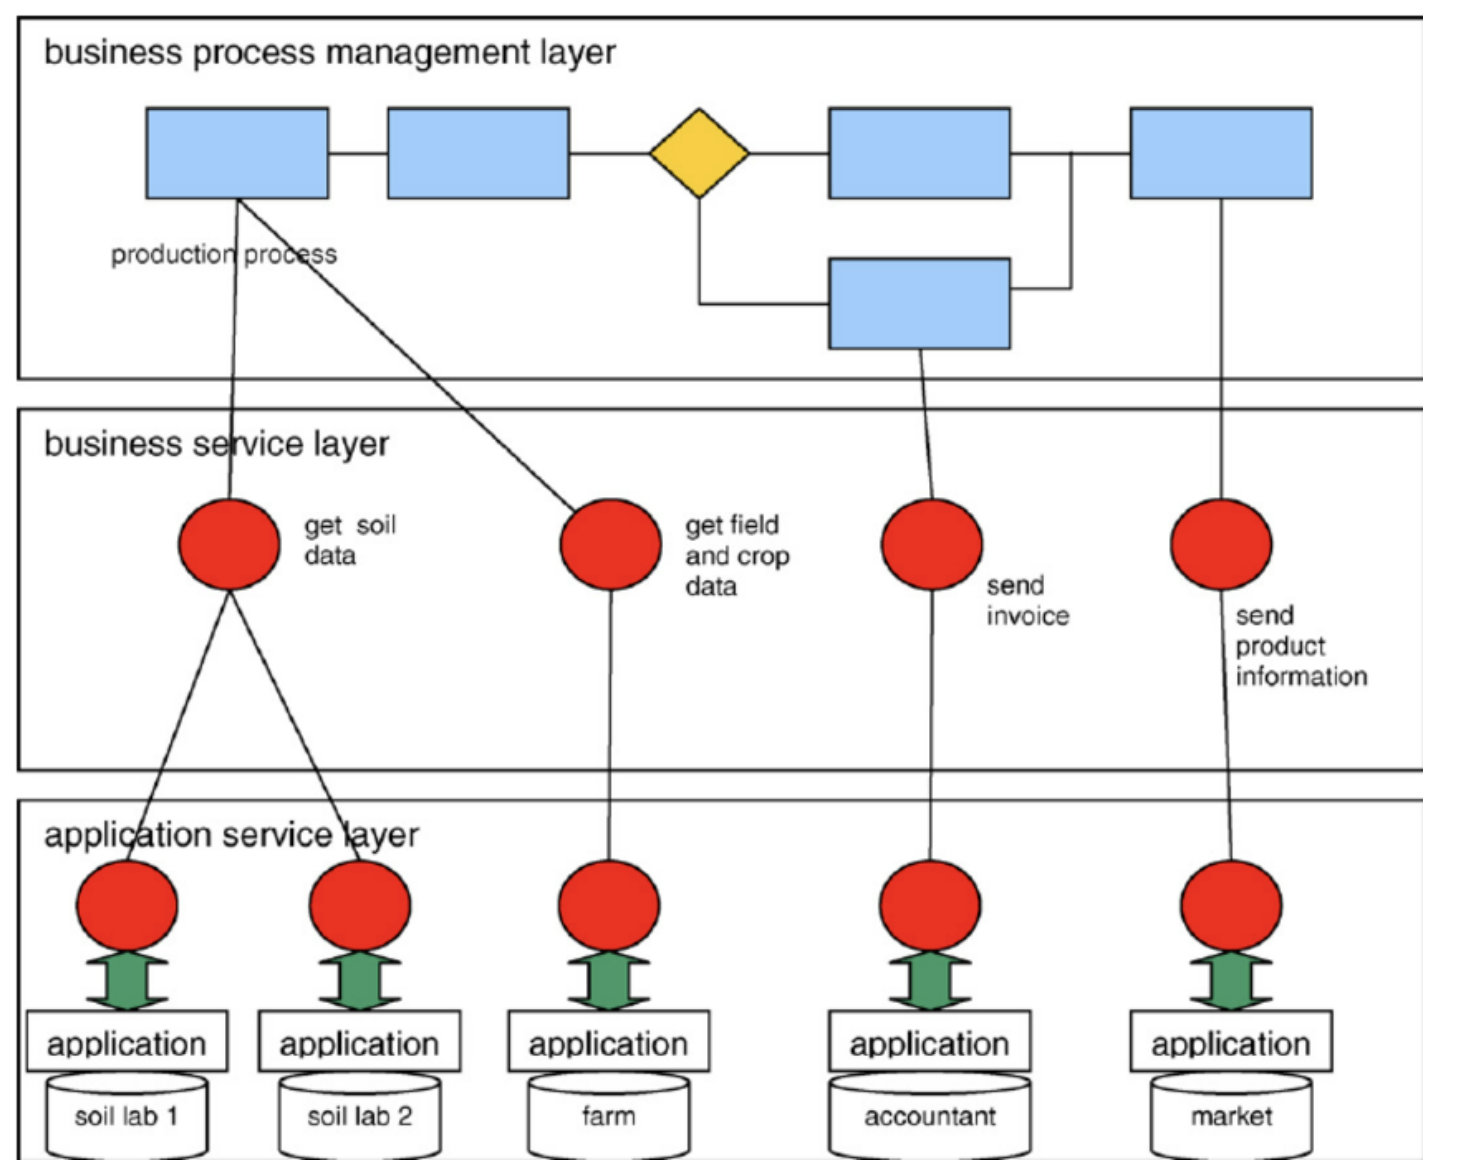 business process management layer
production process
business service layer
get soil
data
get field
and crop
data
send
invoice
send
product
information
application service layer
application
application
application
application
application
soil lab 1
soil lab 2
farm
accountant
market